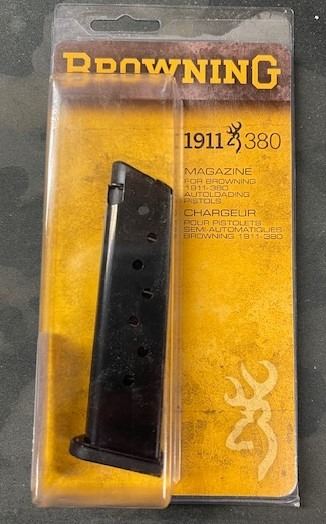 BROWNING
1911 380
MAGAZINE
FOR BROWNING
1911-380
AUTOLOADING
PISTOLS
CHARGEUR
POUR PISTOLETS
SEMI-AUTOMATIQUES
BROWNING 1911-380